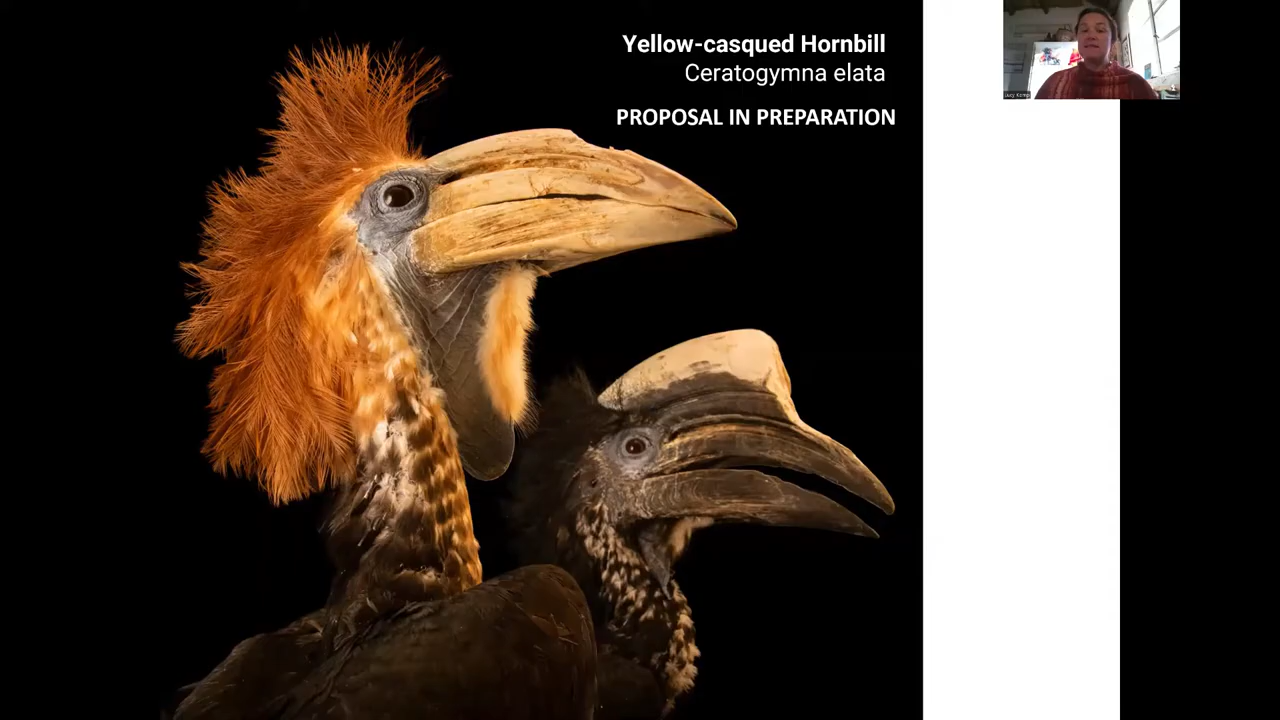 Yellow-casqued Hornbill
Ceratogymna elata
PROPOSAL IN PREPARATION